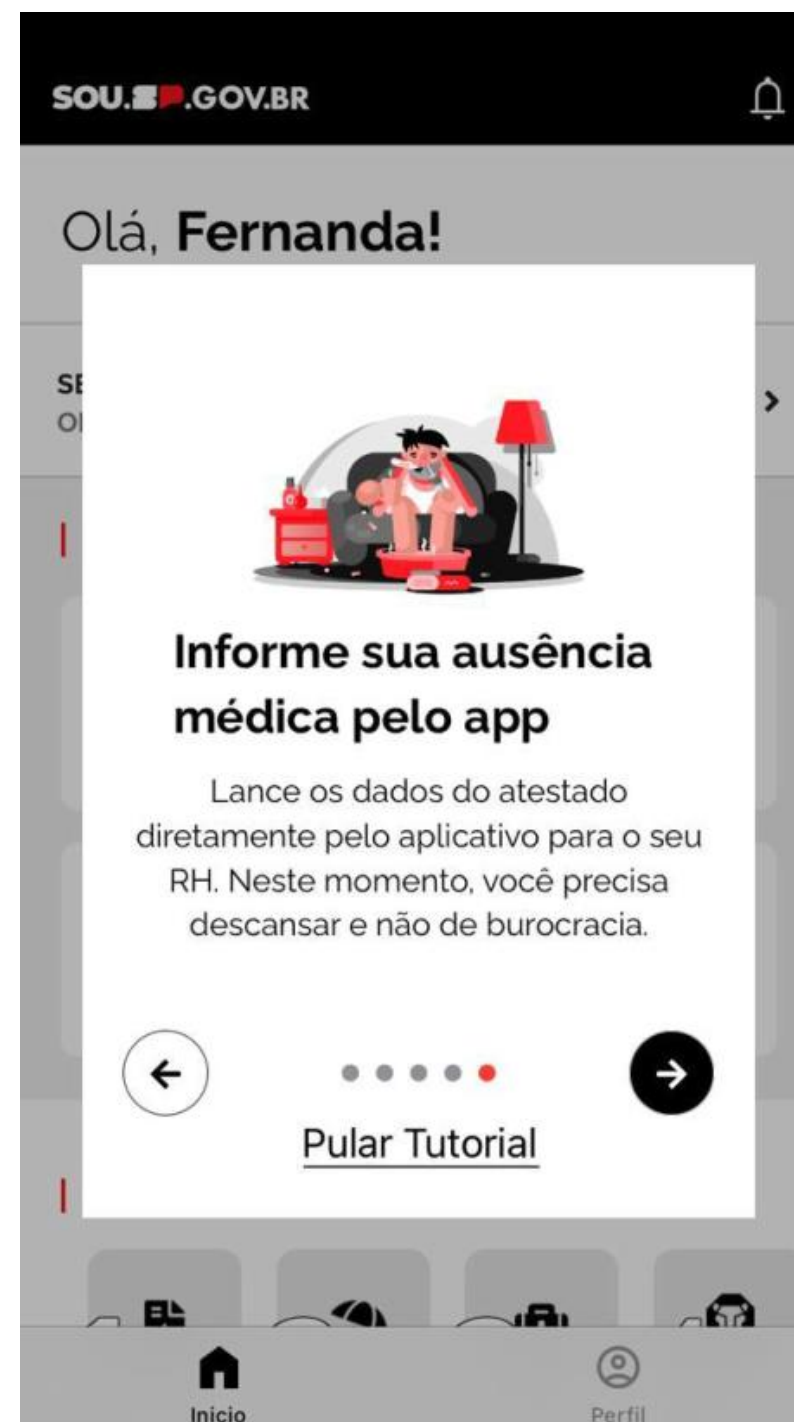 SOU.SP.GOV.BR
Olá, Fernanda!
Informe sua ausência
médica pelo app
Lance os dados do atestado
diretamente pelo aplicativo para o seu
RH. Neste momento, você precisa
descansar e não de burocracia.
Pular Tutorial
Inicio
Perfil